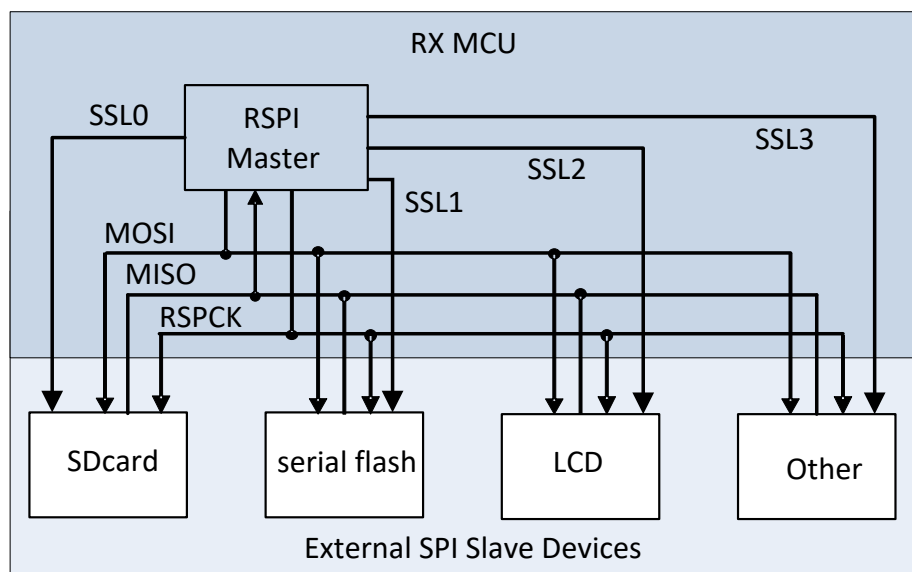 RX MCU
SSL0
RSPI
Master
SSL3
SSL2
SSL1
MOSI
MISO
RSPCK
SDcard
serial flash
LCD
Other
External SPI Slave Devices